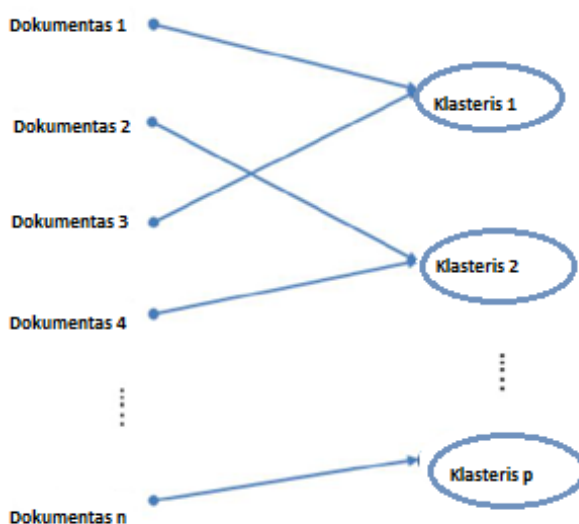 Dokumentas 1
Klasteris 1
Dokumentas 2
Dokumentas 3
Klasteris 2
Dokumentas 4
Klasteris p
Dokumentas n